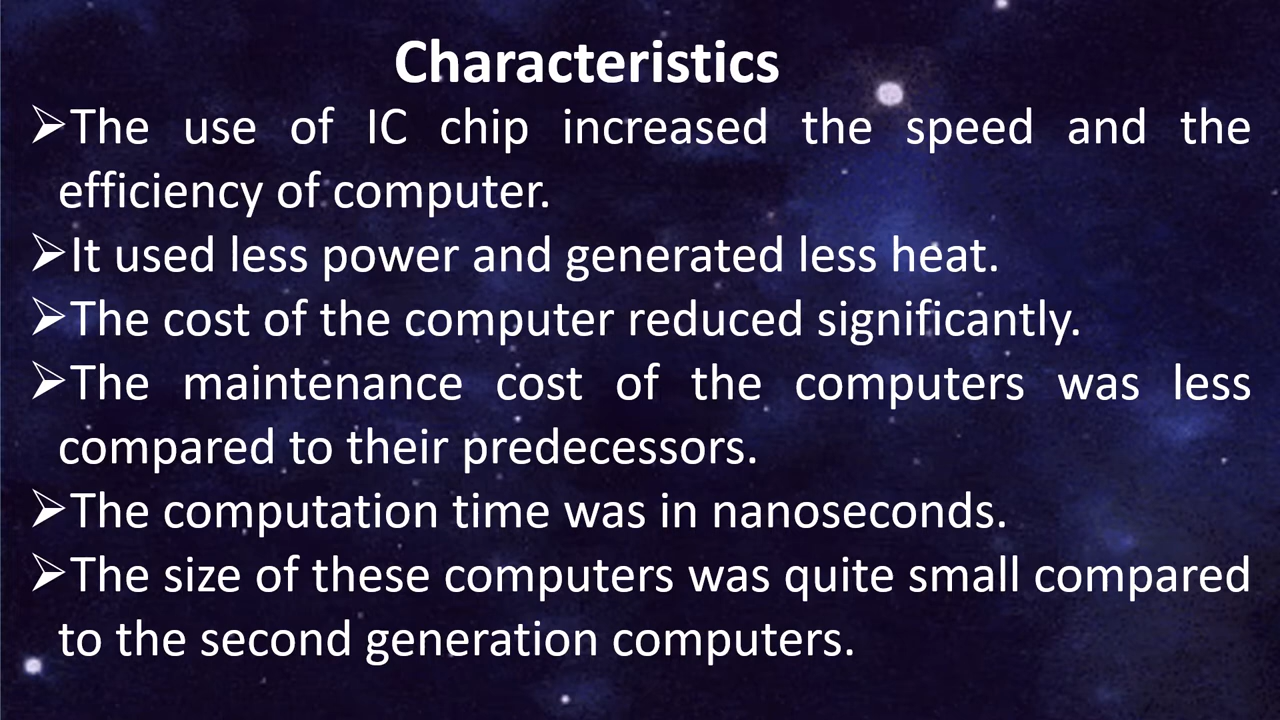 Characteristics
➢The use of IC chip increased the speed and the
efficiency of computer.
➢It used less power and generated less heat.
➢The cost of the computer reduced significantly.
➢The maintenance cost of the computers was less
compared to their predecessors.
➢The computation time was in nanoseconds.
➢The size of these computers was quite small compared
to the second generation computers.